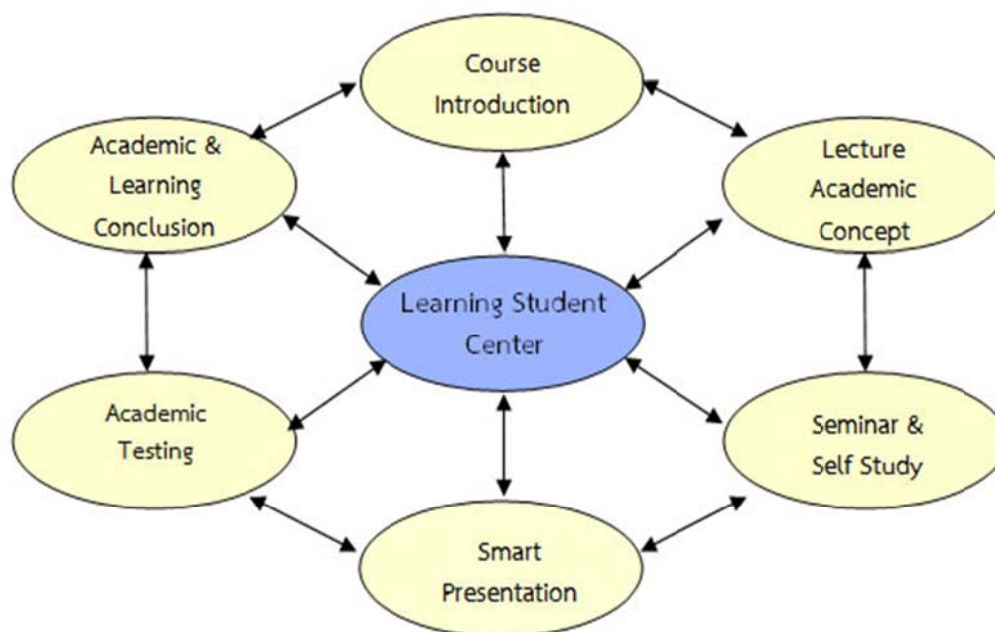 Course
Introduction
Academic &
Learning
Conclusion
Lecture
Academic
Concept
Learning Student
Center
Academic
Testing
Seminar &
Self Study
Smart
Presentation